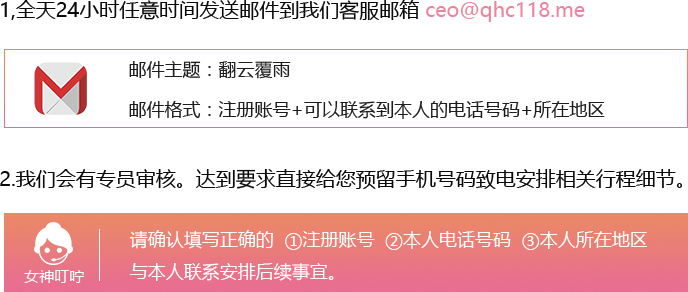 1,全天24小时任意时间发送邮件到我们客服邮箱 ceo@qhc118.me
邮件主题：翻云覆雨
邮件格式：注册账号+可以联系到本人的电话号码+所在地区
2.我们会有专员审核。达到要求直接给您预留手机号码致电安排相关行程细节。
请确认填写正确的 ①注册账号 ②本人电话号码 ③本人所在地区
与本人联系安排后续事宜。
女神叮咛